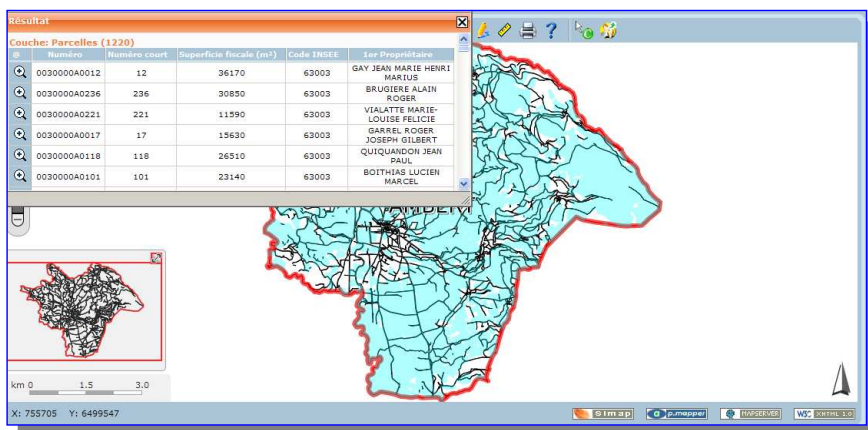 Résultat
Couche: Parcelles (1220)
@ Numéro Numéro court Superficie fiscale (m²) Code INSEE 1er Propriétaire
0030000A0012 12 36170 63003 GAY JEAN MARIE HENRI MARIUS
0030000A0236 236 30850 63003 BRUGIERE ALAIN ROGER
0030000A0221 221 11590 63003 VIALATTE MARIE-LOUISE FELICIE
0030000A0017 17 15630 63003 GARREL ROGER JOSEPH GILBERT
0030000A0118 118 26510 63003 QUIQUANDON JEAN PAUL
0030000A0101 101 23140 63003 BOITHIAS LUCIEN MARCEL
km 0 1.5 3.0
X: 755705 Y: 6499547
Simap
p.mapper
MAPSERVER
W3C XHTML 1.0